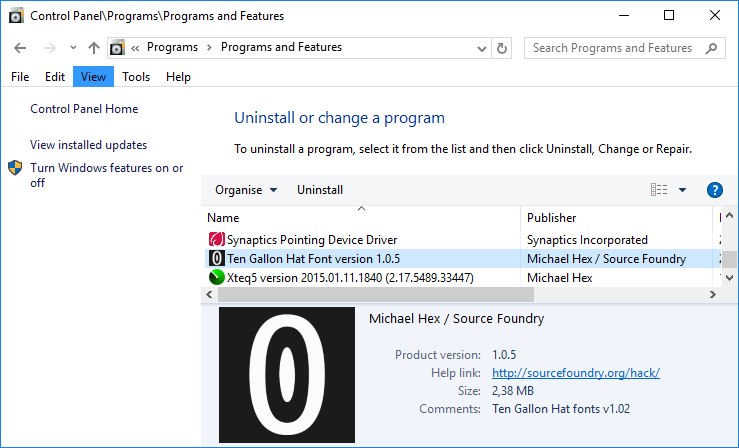 Control Panel\Programs\Programs and Features
Programs > Programs and Features
Search Programs and Features
File Edit View Tools Help
Control Panel Home
View installed updates
Turn Windows features on or
off
Uninstall or change a program
To uninstall a program, select it from the list and then click Uninstall, Change or Repair.
Organise Uninstall
Name Publisher
Synaptics Pointing Device Driver Synaptics Incorporated
Ten Gallon Hat Font version 1.0.5 Michael Hex / Source Foundry
Xteq5 version 2015.01.11.1840 (2.17.5489.33447) Michael Hex
0
Michael Hex / Source Foundry
Product version: 1.0.5
Help link: http://sourcefoundry.org/hack/
Size: 2,38 MB
Comments: Ten Gallon Hat fonts v1.02